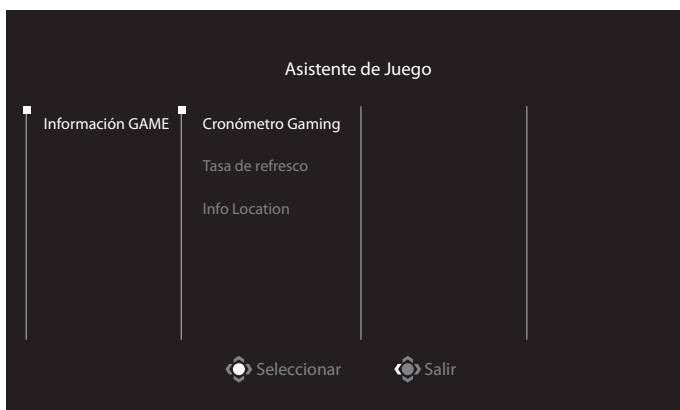 Asistente de Juego
Información GAME
Cronómetro Gaming
Tasa de refresco
Info Location
Seleccionar
Salir